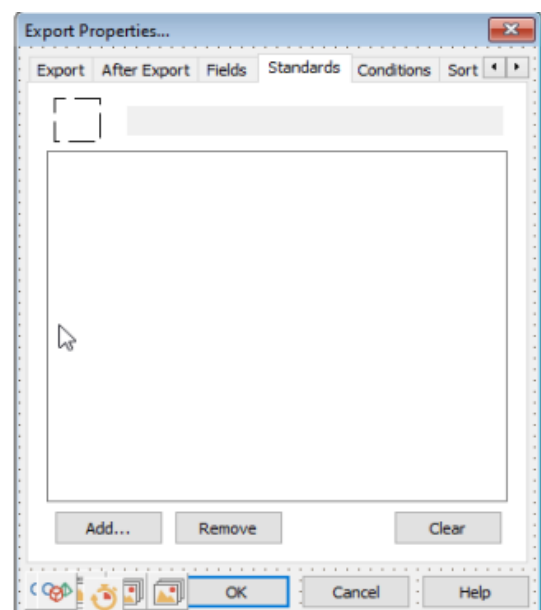 Export Properties...
Export After Export Fields Standards Conditions Sort
Add... Remove Clear
OK Cancel Help